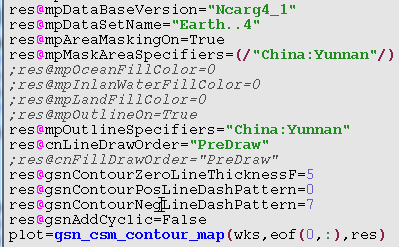 res@mpDataBaseVersion="Ncarg4_1"
res@mpDataSetName="Earth..4"
res@mpAreaMaskingOn=True
res@mpMaskAreaSpecifiers=(/"China:Yunnan"/)
;res@mpOceanFillColor=0
;res@mpInlanWaterFillColor=0
;res@mpLandFillColor=0
;res@mpOutlineOn=True
res@mpOutlineSpecifiers="China:Yunnan"
res@cnLineDrawOrder="PreDraw"
;res@cnFillDrawOrder="PreDraw"
res@gsnContourZeroLineThicknessF=5
res@gsnContourPosLineDashPattern=0
res@gsnContourNegLineDashPattern=7
res@gsnAddCyclic=False
plot=gsn_csm_contour_map(wks,eof(0,:),res)